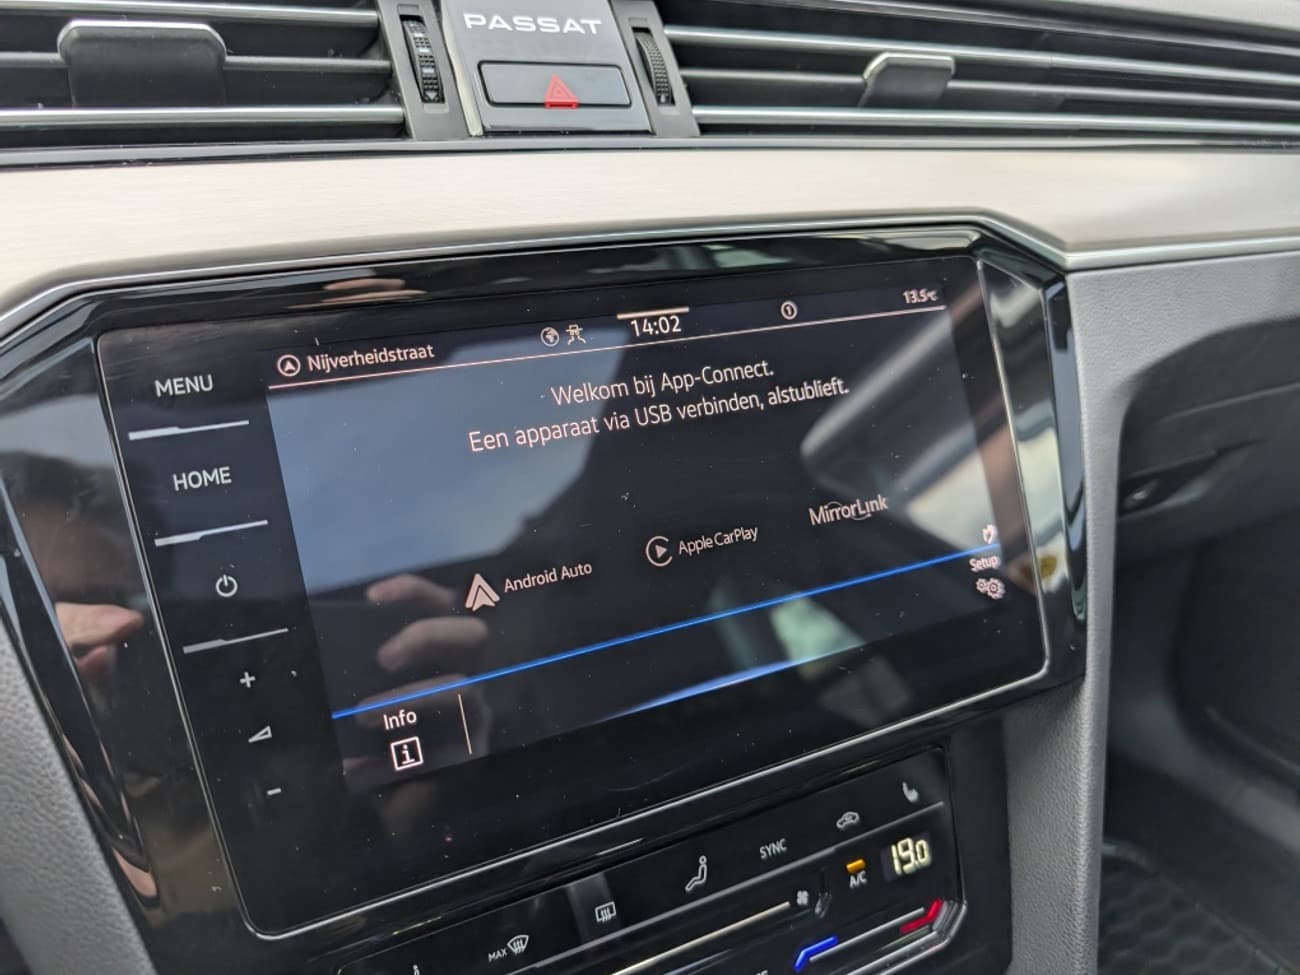 PASSAT
Nijverheidstraat
14:02
1
13.5°C
MENU
HOME
Welkom bij App-Connect.
Een apparaat via USB verbinden, alstublieft.
Android Auto
Apple CarPlay
MirrorLink
Setup
+
-
Info
i
SYNC
A/C
19.0
MAX